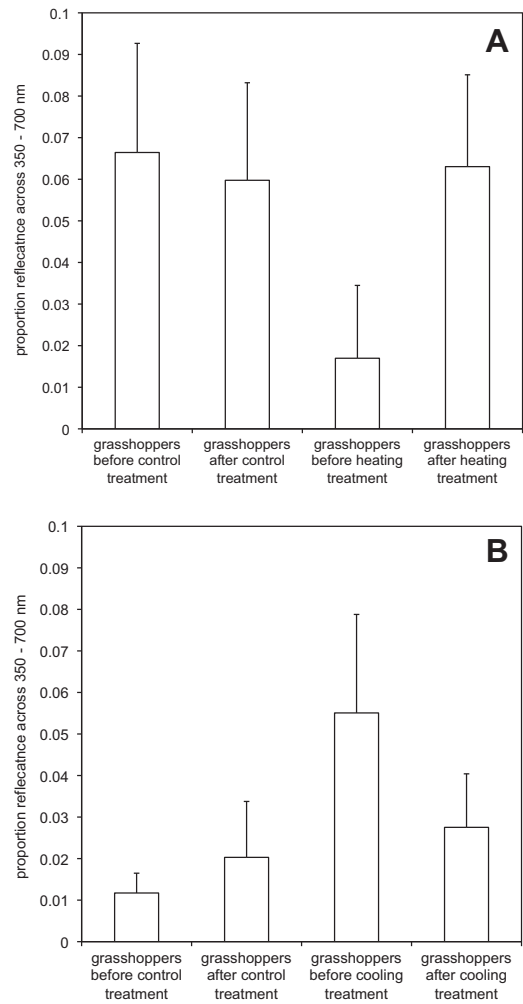 A
proportion reflecatnce across 350 - 700 nm
0.1
0.09
0.08
0.07
0.06
0.05
0.04
0.03
0.02
0.01
0
grasshoppers before control treatment
grasshoppers after control treatment
grasshoppers before heating treatment
grasshoppers after heating treatment
B
proportion reflecatnce across 350 - 700 nm
0.1
0.09
0.08
0.07
0.06
0.05
0.04
0.03
0.02
0.01
0
grasshoppers before control treatment
grasshoppers after control treatment
grasshoppers before cooling treatment
grasshoppers after cooling treatment